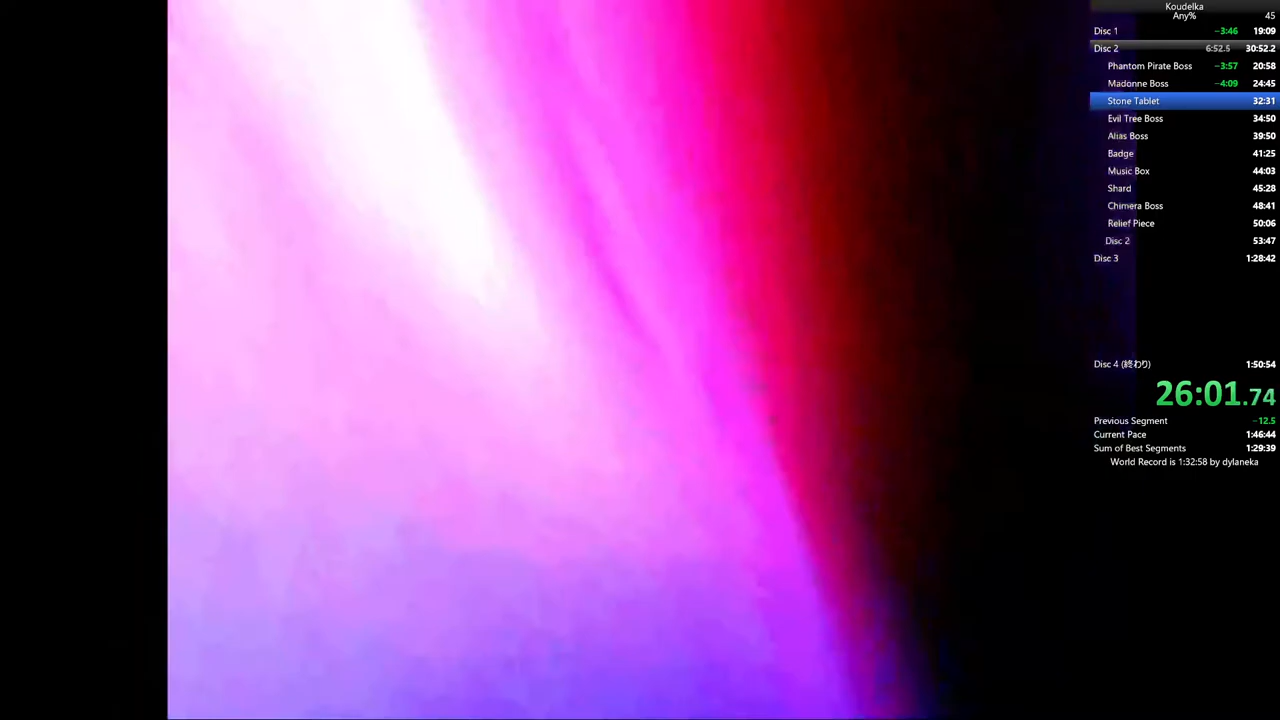 Koudelka
Any% 45
Disc 1 −3:46 19:09
Disc 2 6:52.5 30:52.2
Phantom Pirate Boss −3:57 20:58
Madonne Boss −4:09 24:45
Stone Tablet 32:31
Evil Tree Boss 34:50
Alias Boss 39:50
Badge 41:25
Music Box 44:03
Shard 45:28
Chimera Boss 48:41
Relief Piece 50:06
Disc 2 53:47
Disc 3 1:28:42
Disc 4 (終わり) 1:50:54
26:01.74
Previous Segment −12.5
Current Pace 1:46:44
Sum of Best Segments 1:29:39
World Record is 1:32:58 by dylaneka